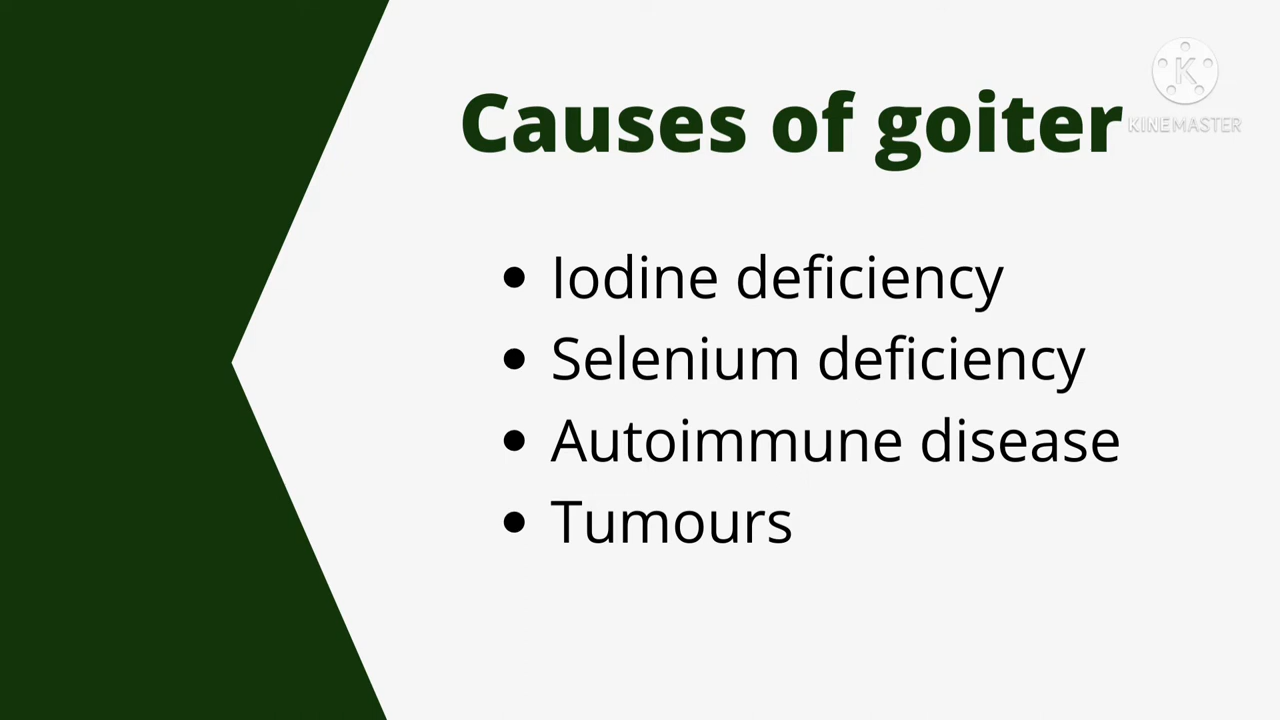 Causes of goiter
K
KINEMASTER
• Iodine deficiency
• Selenium deficiency
• Autoimmune disease
• Tumours